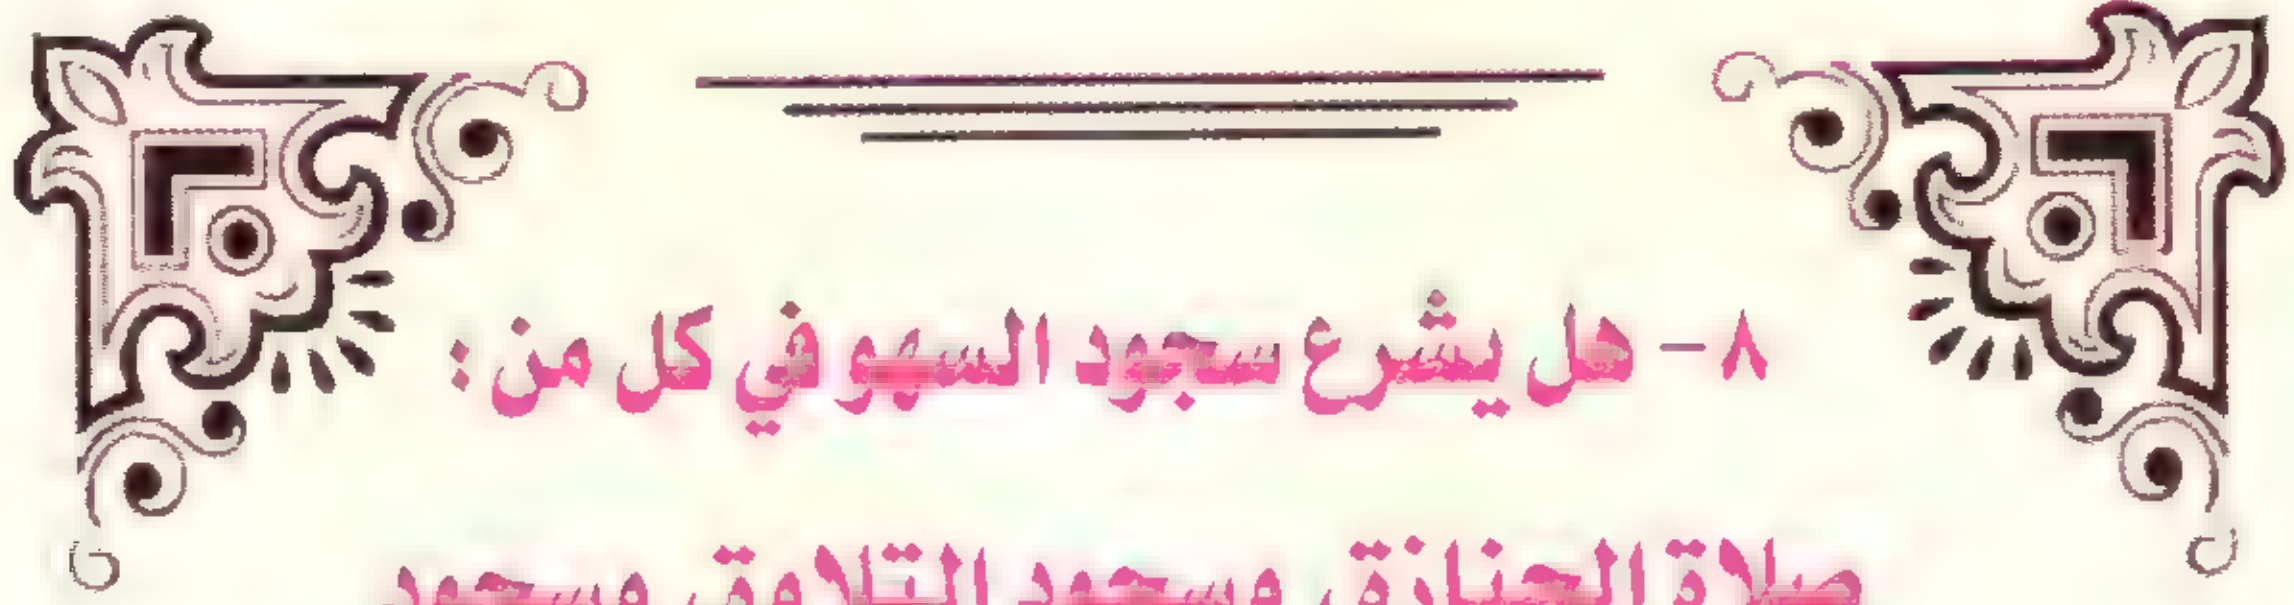 ٨ - هل يشرع سجود السهو في كل من:
صلاة الجنازة، وسجود التلاوة، وسجود